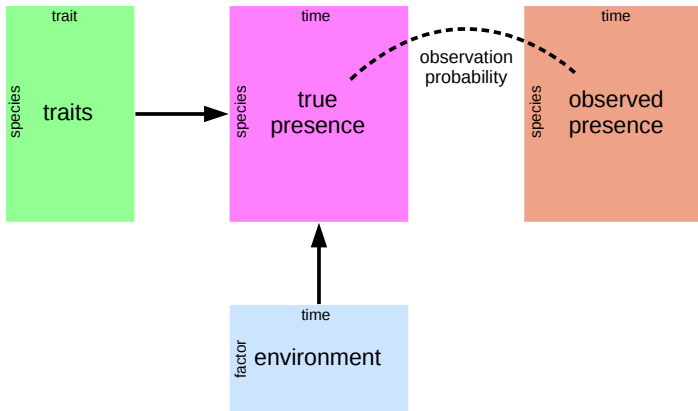 trait
species
traits
time
species
true
presence
observation
probability
time
species
observed
presence
time
factor
environment